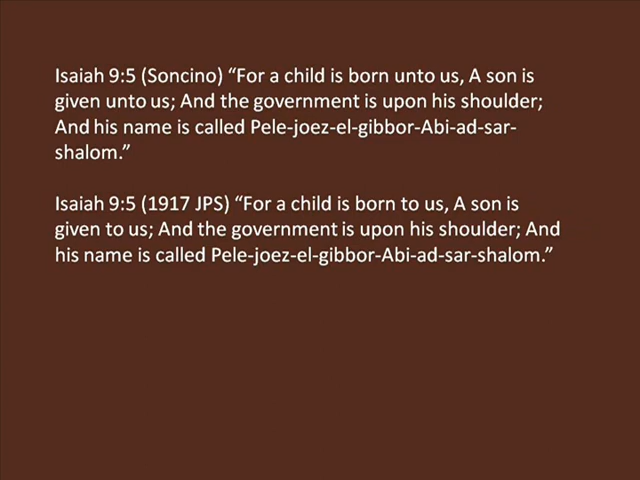 Isaiah 9:5 (Soncino) “For a child is born unto us, A son is
given unto us; And the government is upon his shoulder;
And his name is called Pele-joez-el-gibbor-Abi-ad-sar-
shalom.”
Isaiah 9:5 (1917 JPS) “For a child is born to us, A son is
given to us; And the government is upon his shoulder; And
his name is called Pele-joez-el-gibbor-Abi-ad-sar-shalom.”